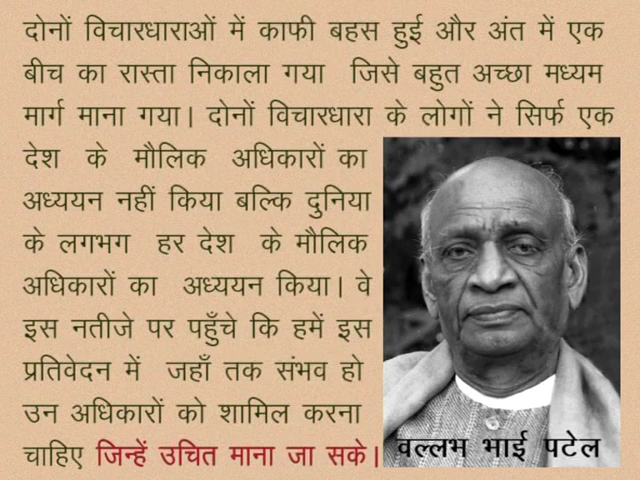 दोनों विचारधाराओं में काफी बहस हुई और अंत में एक
बीच का रास्ता निकाला गया जिसे बहुत अच्छा मध्यम
मार्ग माना गया। दोनों विचारधारा के लोगों ने सिर्फ एक
देश के मौलिक अधिकारों का
अध्ययन नहीं किया बल्कि दुनिया
के लगभग हर देश के मौलिक
अधिकारों का अध्ययन किया। वे
इस नतीजे पर पहुँचे कि हमें इस
प्रतिवेदन में जहाँ तक संभव हो
उन अधिकारों को शामिल करना
चाहिए जिन्हें उचित माना जा सके।
वल्लभ भाई पटेल